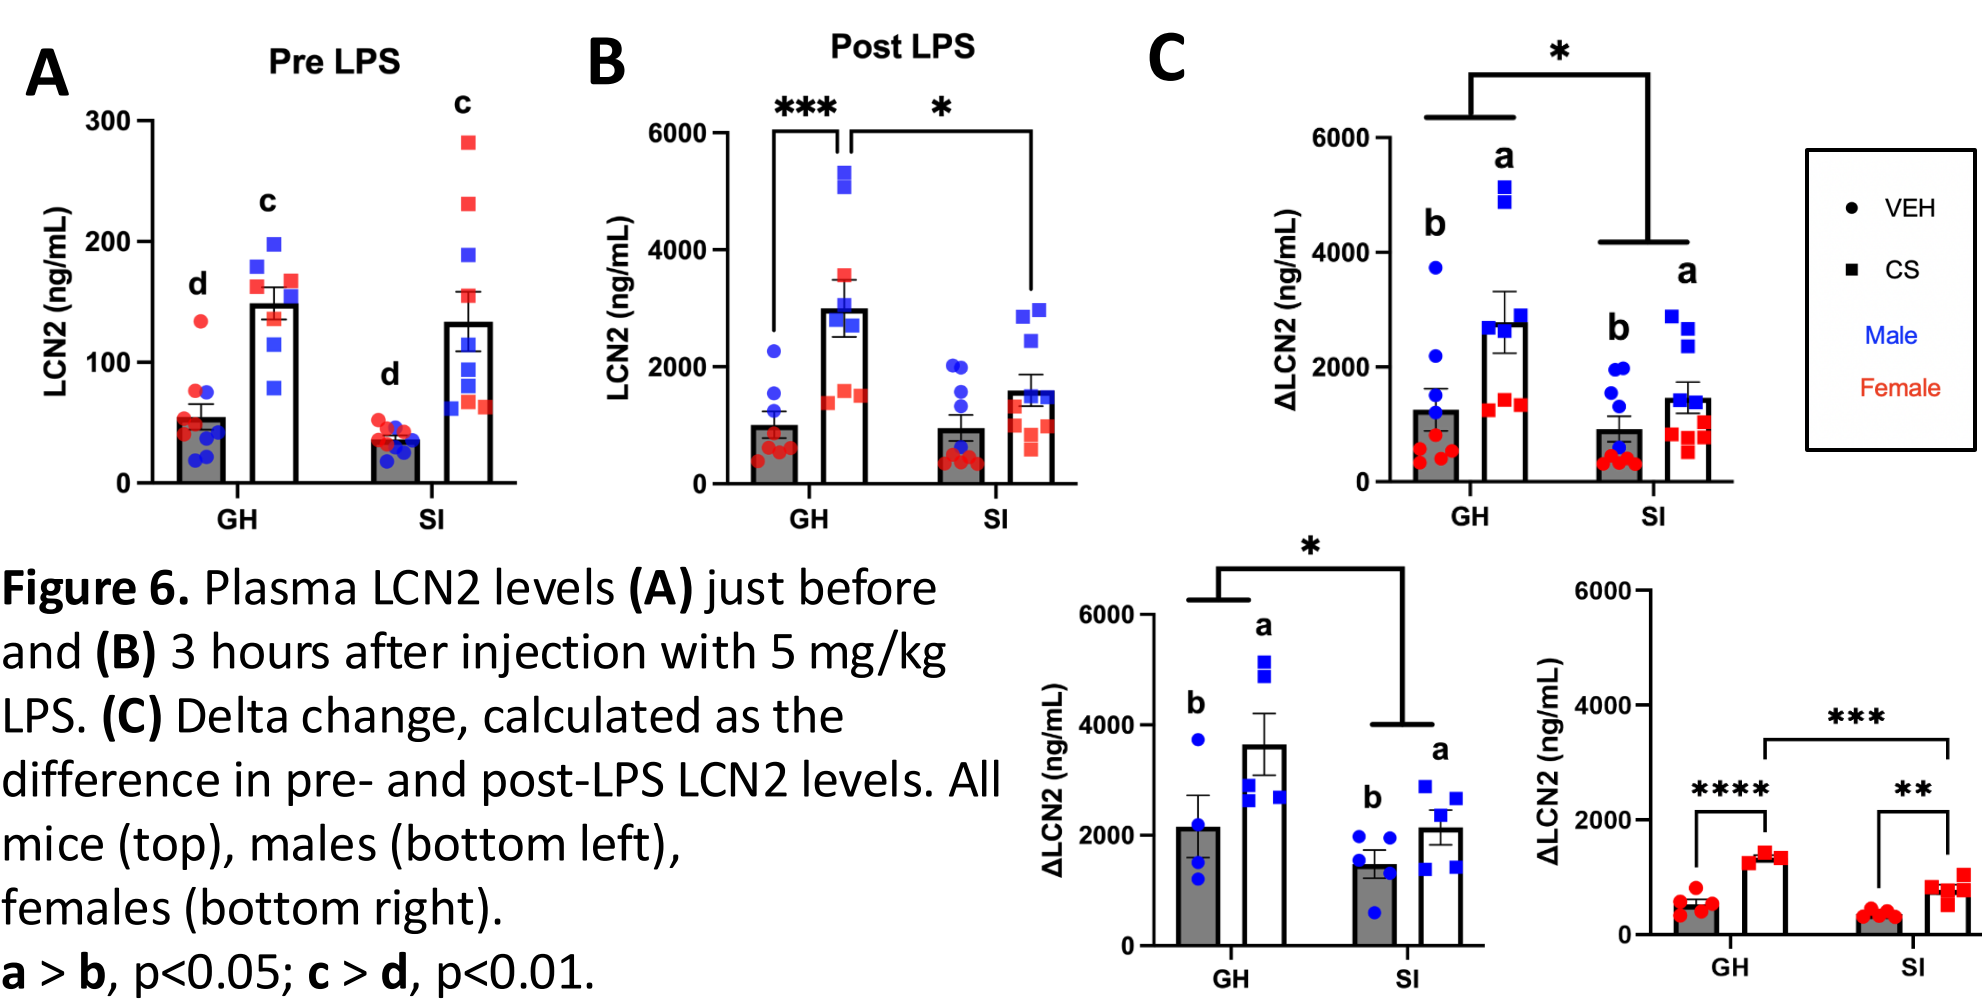 A
Pre LPS
300
200
100
0
LCN2 (ng/mL)
d
c
d
c
GH
SI
B
Post LPS
6000
4000
2000
0
LCN2 (ng/mL)
***
*
GH
SI
C
*
6000
4000
2000
0
ΔLCN2 (ng/mL)
b
a
b
a
GH
SI
VEH
CS
Male
Female
Figure 6. Plasma LCN2 levels (A) just before
and (B) 3 hours after injection with 5 mg/kg
LPS. (C) Delta change, calculated as the
difference in pre- and post-LPS LCN2 levels. All
mice (top), males (bottom left),
females (bottom right).
a > b, p<0.05; c > d, p<0.01.
*
6000
4000
2000
0
ΔLCN2 (ng/mL)
b
a
b
a
GH
SI
6000
4000
2000
0
ΔLCN2 (ng/mL)
***
****
**
GH
SI